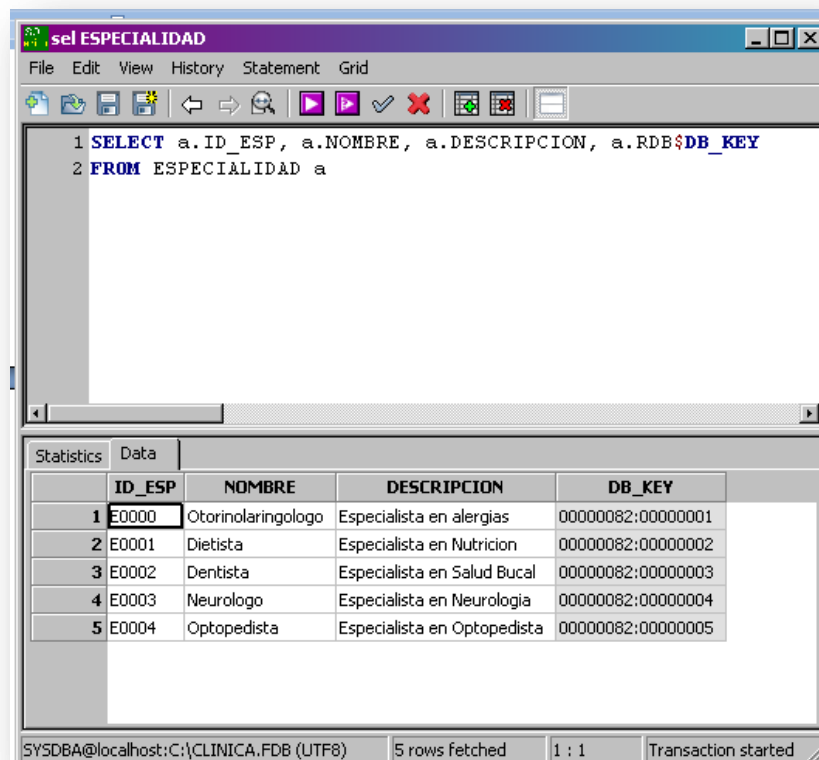 sel ESPECIALIDAD
File Edit View History Statement Grid
1 SELECT a.ID_ESP, a.NOMBRE, a.DESCRIPCION, a.RDB$DB_KEY
2 FROM ESPECIALIDAD a
Statistics Data
ID_ESP NOMBRE DESCRIPCION DB_KEY
1 E0000 Otorinolaringologo Especialista en alergias 00000082:00000001
2 E0001 Dietista Especialista en Nutricion 00000082:00000002
3 E0002 Dentista Especialista en Salud Bucal 00000082:00000003
4 E0003 Neurologo Especialista en Neurologia 00000082:00000004
5 E0004 Optopedista Especialista en Optopedista 00000082:00000005
SYSDBA@localhost:C:\CLINICA.FDB (UTF8) 5 rows fetched 1 : 1 Transaction started